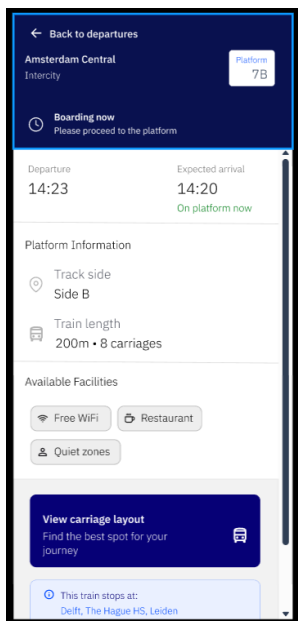 ← Back to departures
Amsterdam Central
Intercity
Platform
7B
Boarding now
Please proceed to the platform
Departure
14:23
Expected arrival
14:20
On platform now
Platform Information
Track side
Side B
Train length
200m • 8 carriages
Available Facilities
Free WiFi
Restaurant
Quiet zones
View carriage layout
Find the best spot for your
journey
This train stops at:
Delft, The Hague HS, Leiden